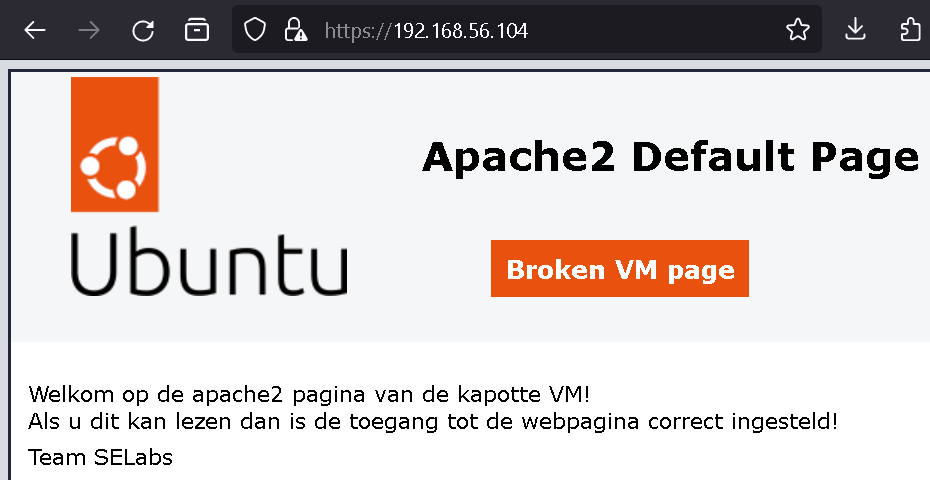 https://192.168.56.104
Apache2 Default Page
Ubuntu
Broken VM page
Welkom op de apache2 pagina van de kapotte VM!
Als u dit kan lezen dan is de toegang tot de webpagina correct ingesteld!
Team SELabs